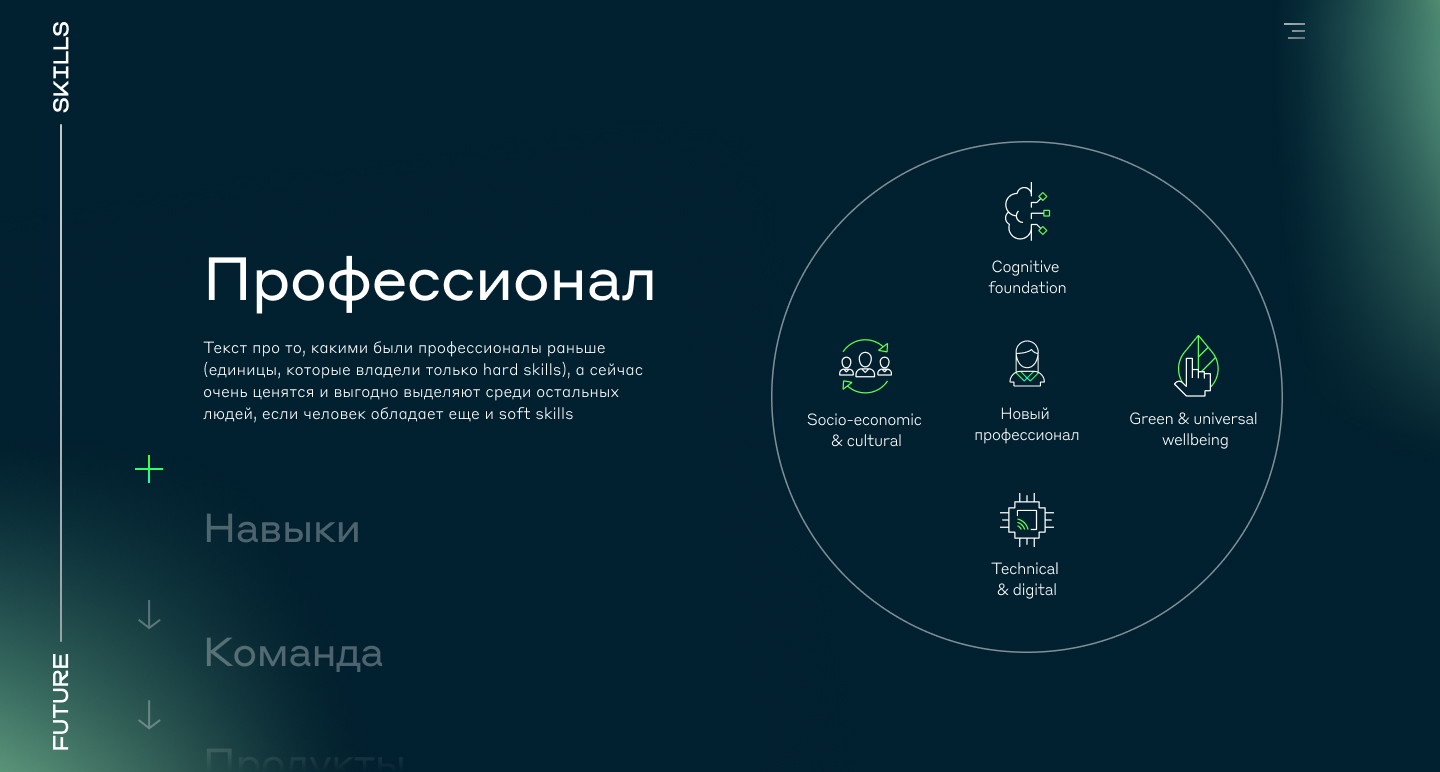 SKILLS
FUTURE
Профессионал
Текст про то, какими были профессионалы раньше
(единицы, которые владели только hard skills), а сейчас
очень ценятся и выгодно выделяют среди остальных
людей, если человек обладает еще и soft skills
Навыки
Команда
Продукты
Cognitive
foundation
Socio-economic
& cultural
Новый
профессионал
Green & universal
wellbeing
Technical
& digital